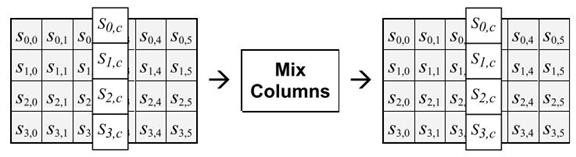 S0,c S0,c
S0,0 S0,1 S0 S0,4 S0,5 S0,0 S0,1 S0 S0,4 S0,5
S1,c S1,c
S1,0 S1,1 S1 S1,4 S1,5 S1,0 S1,1 S1 S1,4 S1,5
Mix
Columns
S2,c S2,c
S2,0 S2,1 S2 S2,4 S2,5 S2,0 S2,1 S2 S2,4 S2,5
S3,c S3,c
S3,0 S3,1 S3 S3,4 S3,5 S3,0 S3,1 S3 S3,4 S3,5